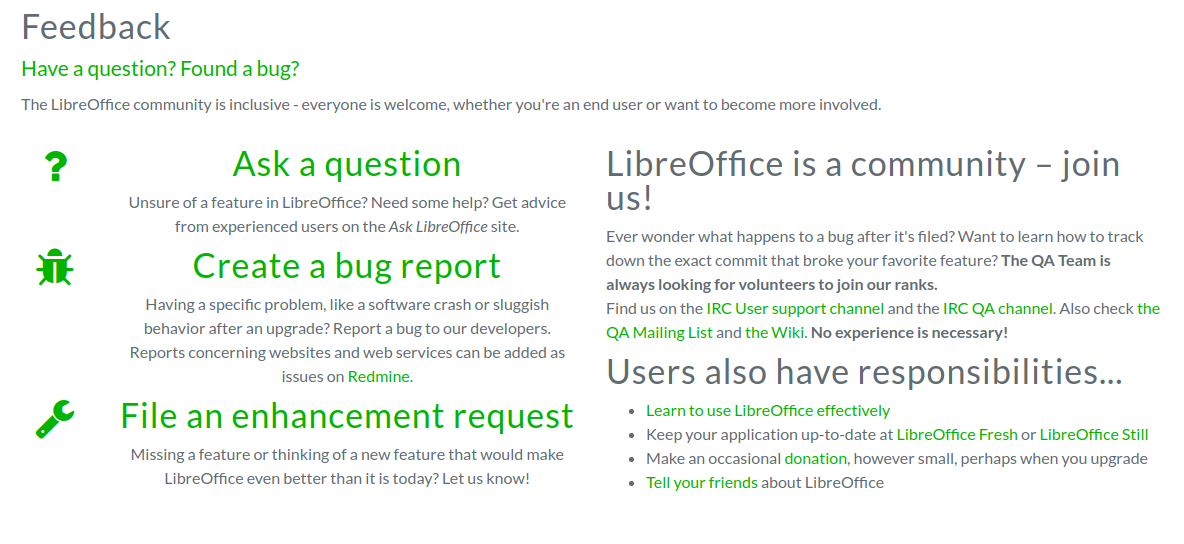 Feedback
Have a question? Found a bug?
The LibreOffice community is inclusive - everyone is welcome, whether you're an end user or want to become more involved.
Ask a question
Unsure of a feature in LibreOffice? Need some help? Get advice
from experienced users on the Ask LibreOffice site.
Create a bug report
Having a specific problem, like a software crash or sluggish
behavior after an upgrade? Report a bug to our developers.
Reports concerning websites and web services can be added as
issues on Redmine.
File an enhancement request
Missing a feature or thinking of a new feature that would make
LibreOffice even better than it is today? Let us know!
LibreOffice is a community – join
us!
Ever wonder what happens to a bug after it's filed? Want to learn how to track
down the exact commit that broke your favorite feature? The QA Team is
always looking for volunteers to join our ranks.
Find us on the IRC User support channel and the IRC QA channel. Also check the
QA Mailing List and the Wiki. No experience is necessary!
Users also have responsibilities...
• Learn to use LibreOffice effectively
• Keep your application up-to-date at LibreOffice Fresh or LibreOffice Still
• Make an occasional donation, however small, perhaps when you upgrade
• Tell your friends about LibreOffice